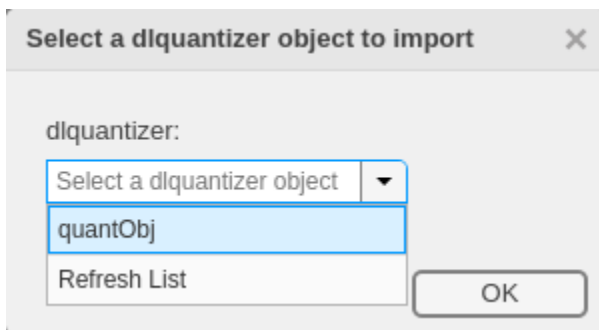 Select a dlquantizer object to import
dlquantizer:
Select a dlquantizer object
quantObj
Refresh List
OK